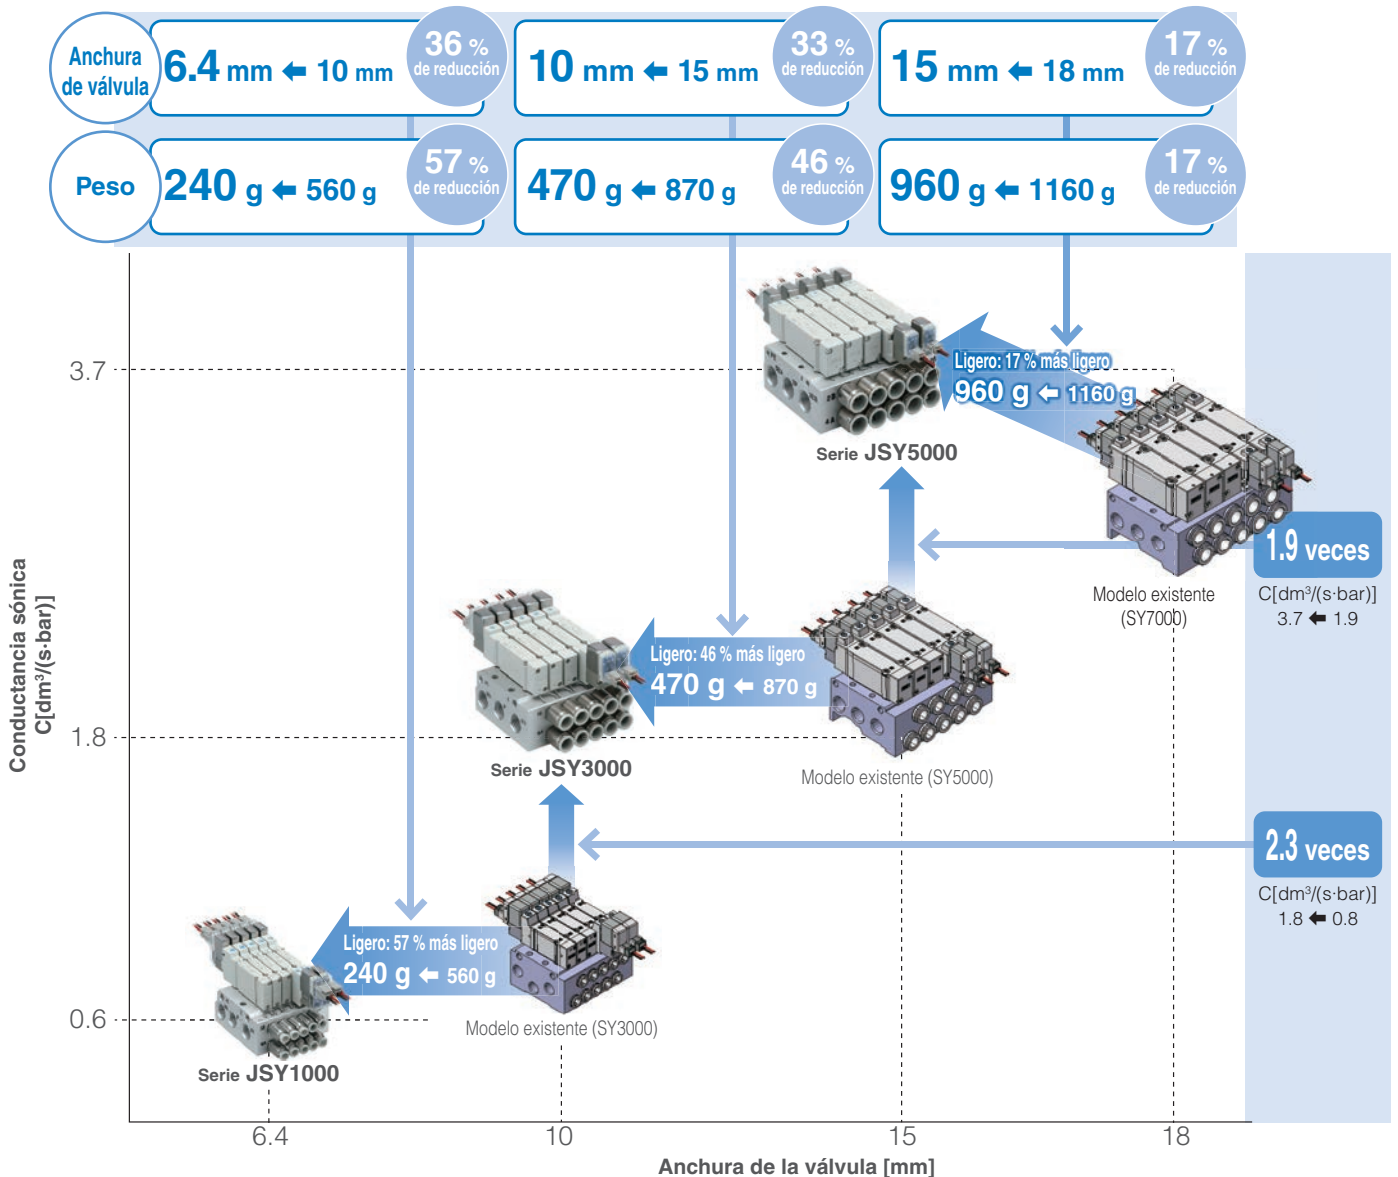 Anchura
de válvula
6.4 mm ← 10 mm
36 %
de reducción
10 mm ← 15 mm
33 %
de reducción
15 mm ← 18 mm
17 %
de reducción
Peso
240 g ← 560 g
57 %
de reducción
470 g ← 870 g
46 %
de reducción
960 g ← 1160 g
17 %
de reducción
Conductancia sónica
C[dm³/(s·bar)]
3.7
1.8
0.6
Ligero: 17 % más ligero
960 g ← 1160 g
Serie JSY5000
Modelo existente
(SY7000)
1.9 veces
C[dm³/(s·bar)]
3.7 ← 1.9
Ligero: 46 % más ligero
470 g ← 870 g
Serie JSY3000
Modelo existente (SY5000)
2.3 veces
C[dm³/(s·bar)]
1.8 ← 0.8
Ligero: 57 % más ligero
240 g ← 560 g
Modelo existente (SY3000)
Serie JSY1000
6.4
10
15
18
Anchura de la válvula [mm]